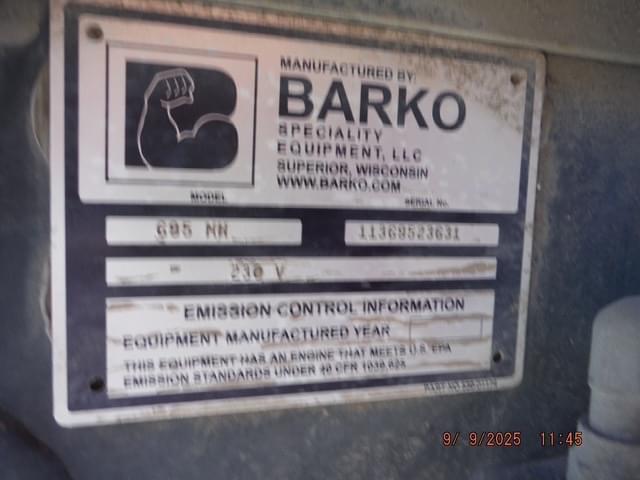 MANUFACTURED BY:
BARKO
SPECIALITY
EQUIPMENT, LLC
SUPERIOR, WISCONSIN
WWW.BARKO.COM
MODEL
SERIAL No.
11369523631
230 V
EMISSION CONTROL INFORMATION
EQUIPMENT MANUFACTURED YEAR
THIS EQUIPMENT HAS AN ENGINE THAT MEETS U.S. EPA
EMISSION STANDARDS UNDER 40 CFR 1039.625
9/ 9/2025 11:45